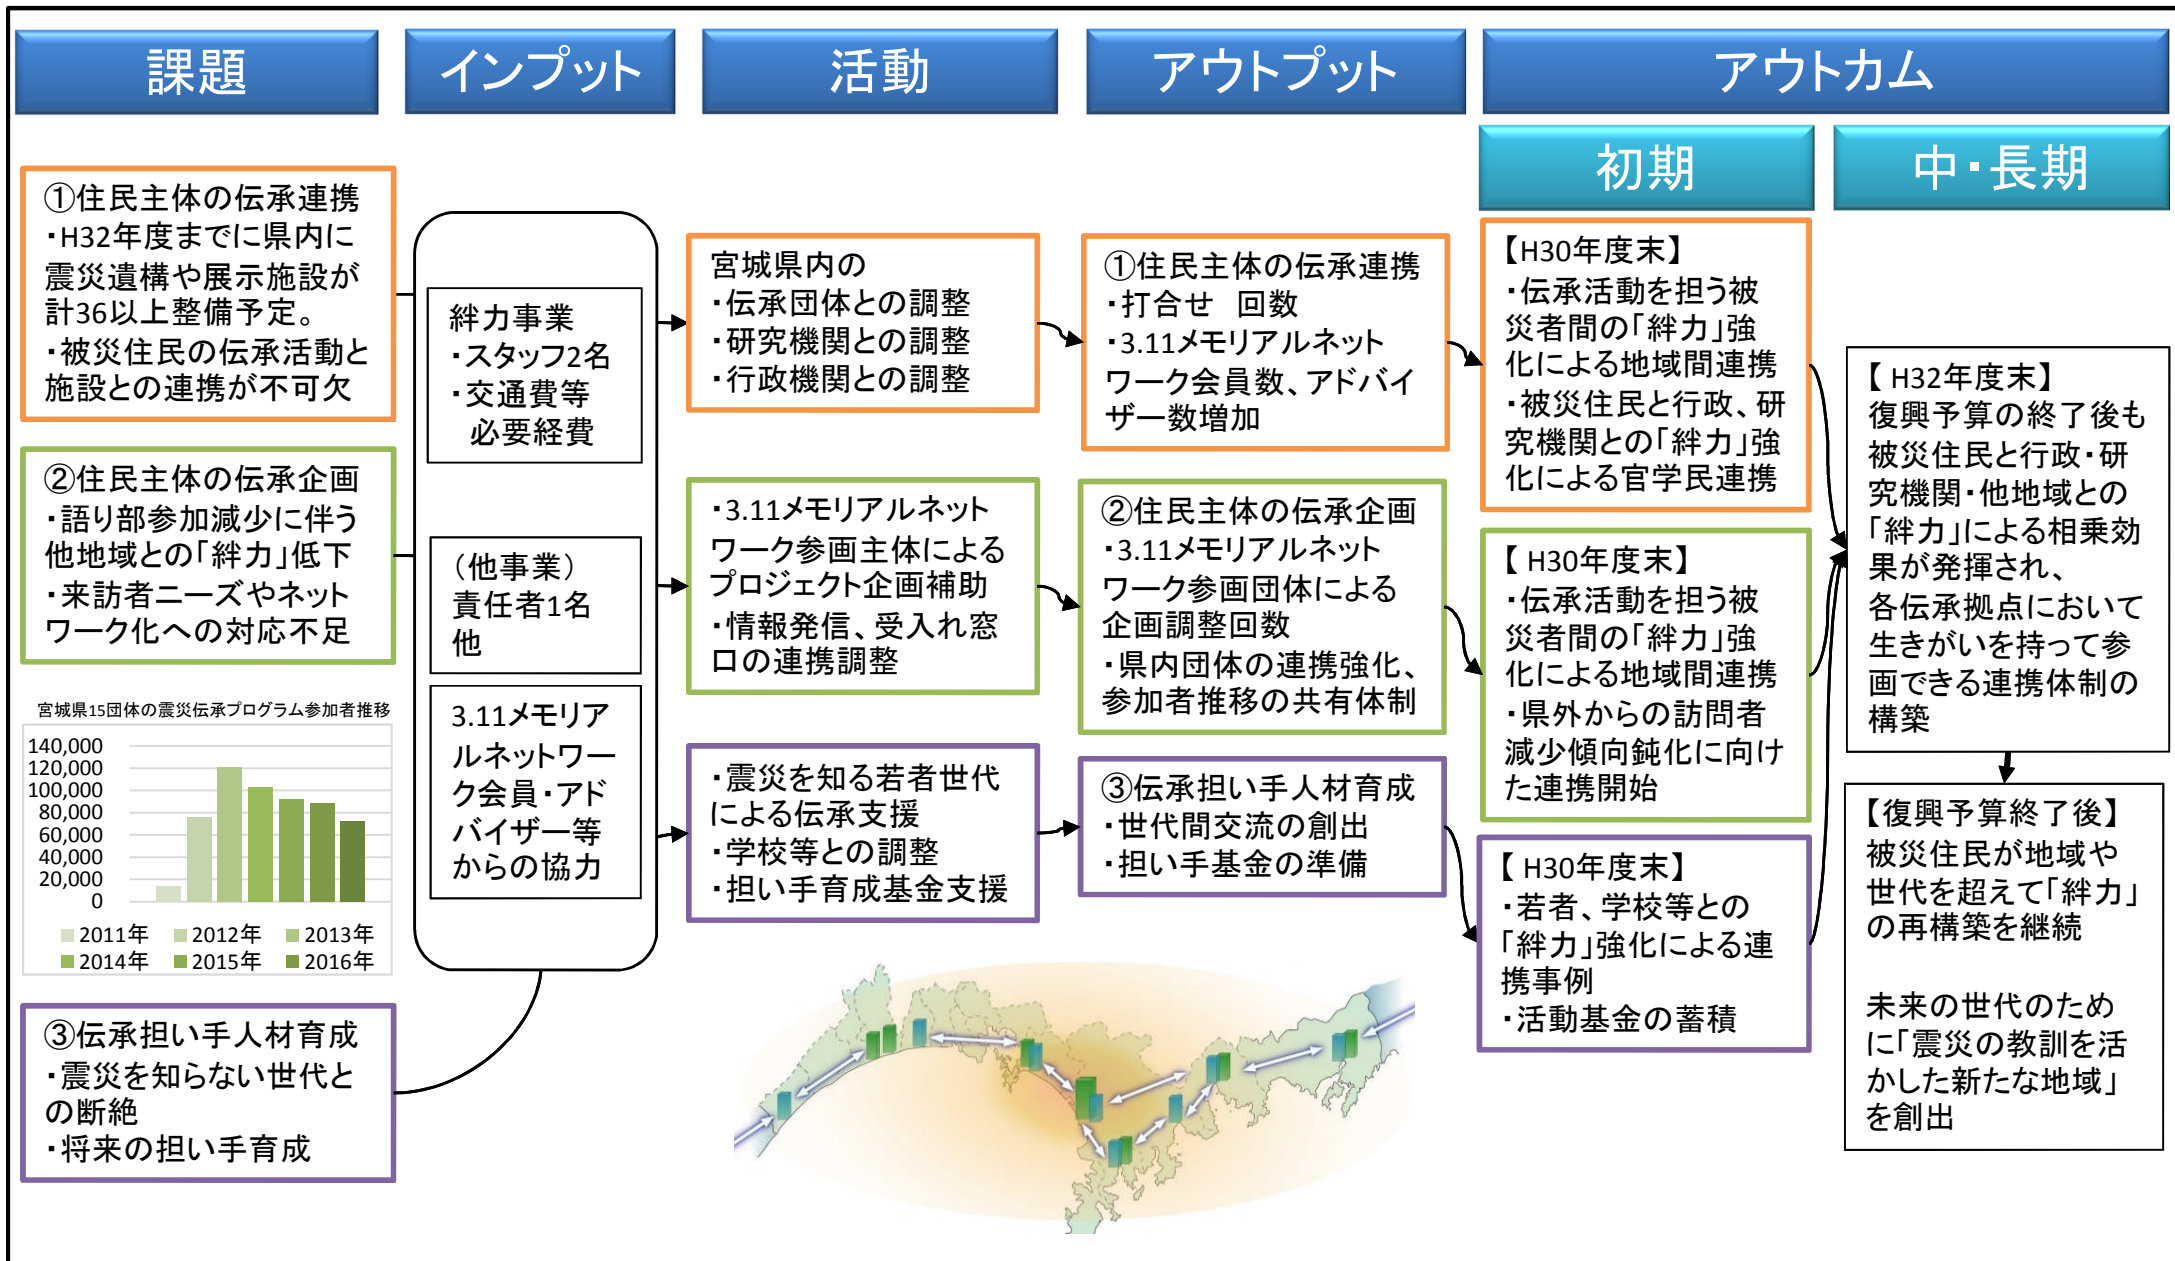 課題
インプット
活動
アウトプット
アウトカム
初期
中・長期
①住民主体の伝承連携
・H32年度までに県内に
震災遺構や展示施設が
計36以上整備予定。
・被災住民の伝承活動と
施設との連携が不可欠
②住民主体の伝承企画
・語り部参加減少に伴う
他地域との「絆力」低下
・来訪者ニーズやネット
ワーク化への対応不足
宮城県15団体の震災伝承プログラム参加者推移
140,000
120,000
100,000
80,000
60,000
40,000
20,000
0
2011年 2012年 2013年
2014年 2015年 2016年
③伝承担い手人材育成
・震災を知らない世代と
の断絶
・将来の担い手育成
絆力事業
・スタッフ2名
・交通費等
必要経費
（他事業）
責任者1名
他
3.11メモリア
ルネットワー
ク会員・アド
バイザー等
からの協力
宮城県内の
・伝承団体との調整
・研究機関との調整
・行政機関との調整
・3.11メモリアルネット
ワーク参画主体による
プロジェクト企画補助
・情報発信、受入れ窓
口の連携調整
・震災を知る若者世代
による伝承支援
・学校等との調整
・担い手育成基金支援
①住民主体の伝承連携
・打合せ　回数
・3.11メモリアルネット
ワーク会員数、アドバイ
ザー数増加
②住民主体の伝承企画
・3.11メモリアルネット
ワーク参画団体による
企画調整回数
・県内団体の連携強化、
参加者推移の共有体制
③伝承担い手人材育成
・世代間交流の創出
・担い手基金の準備
【H30年度末】
・伝承活動を担う被
災者間の「絆力」強
化による地域間連携
・被災住民と行政、研
究機関との「絆力」強
化による官学民連携
【 H30年度末】
・伝承活動を担う被
災者間の「絆力」強
化による地域間連携
・県外からの訪問者
減少傾向鈍化に向け
た連携開始
【 H30年度末】
・若者、学校等との
「絆力」強化による連
携事例
・活動基金の蓄積
【 H32年度末】
復興予算の終了後も
被災住民と行政・研
究機関・他地域との
「絆力」による相乗効
果が発揮され、
各伝承拠点において
生きがいを持って参
画できる連携体制の
構築
【復興予算終了後】
被災住民が地域や
世代を超えて「絆力」
の再構築を継続
未来の世代のため
に「震災の教訓を活
かした新たな地域」
を創出